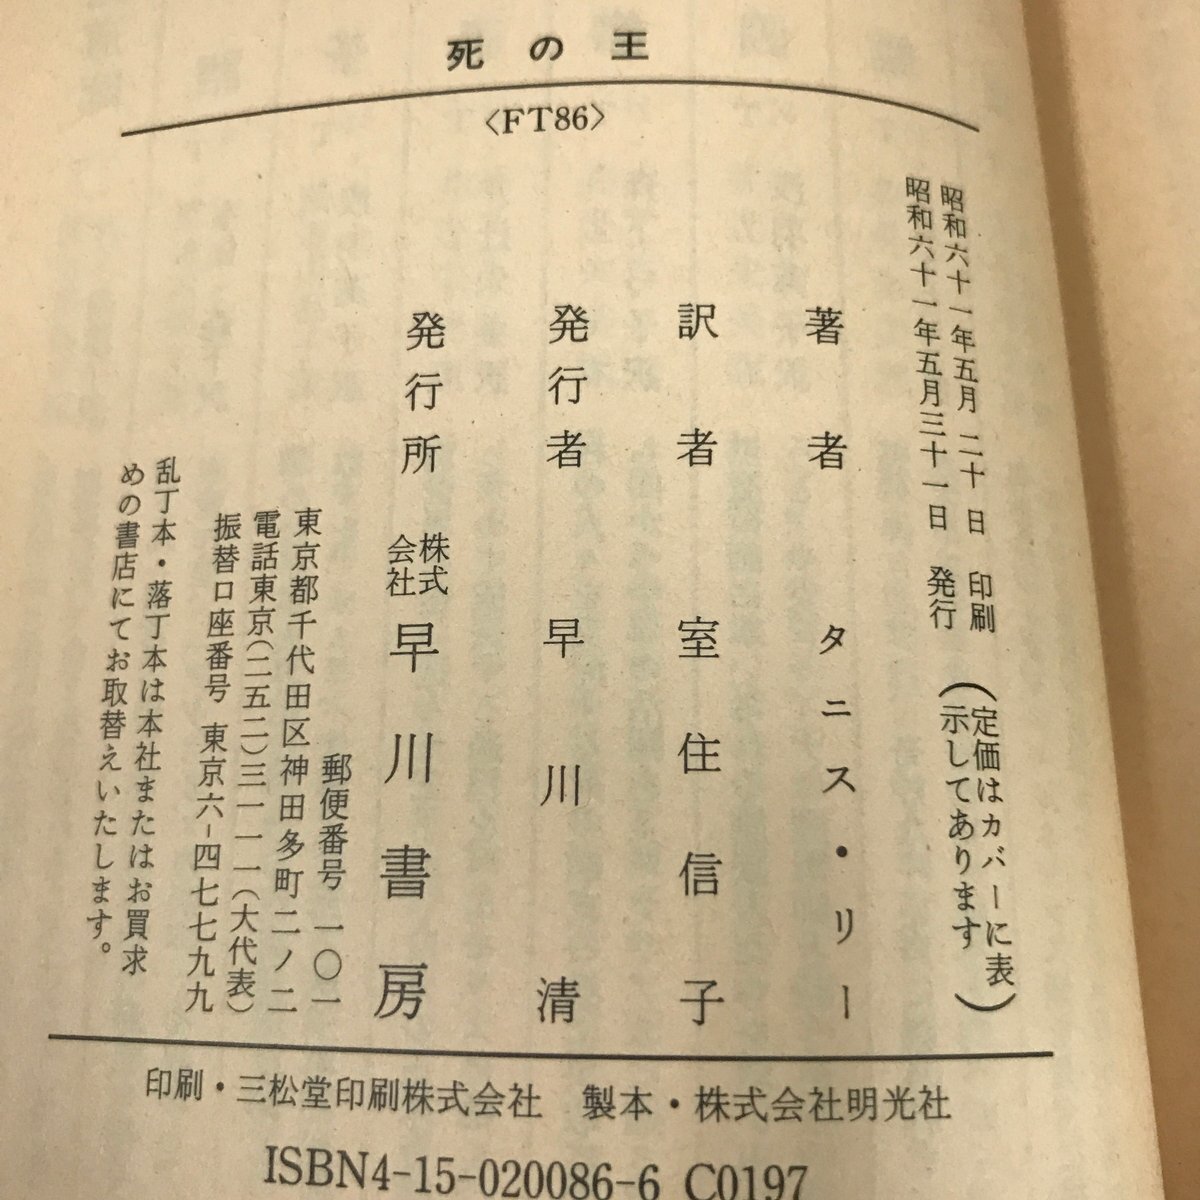 死の王
〈FT86〉
昭和六十一年五月二十日 印刷
昭和六十一年五月三十一日 発行
（定価はカバーに表
示してあります）
著者 タニス・リー
訳者 室住信子
発行者 早川清
発行所 株式会社 早川書房
郵便番号 一〇一
東京都千代田区神田多町二ノ二
電話東京（二五二）三一一一（大代表）
振替口座番号 東京六-四七七九九
乱丁本・落丁本は本社またはお買求
めの書店にてお取替えいたします。
印刷・三松堂印刷株式会社 製本・株式会社明光社
ISBN4-15-020086-6 C0197